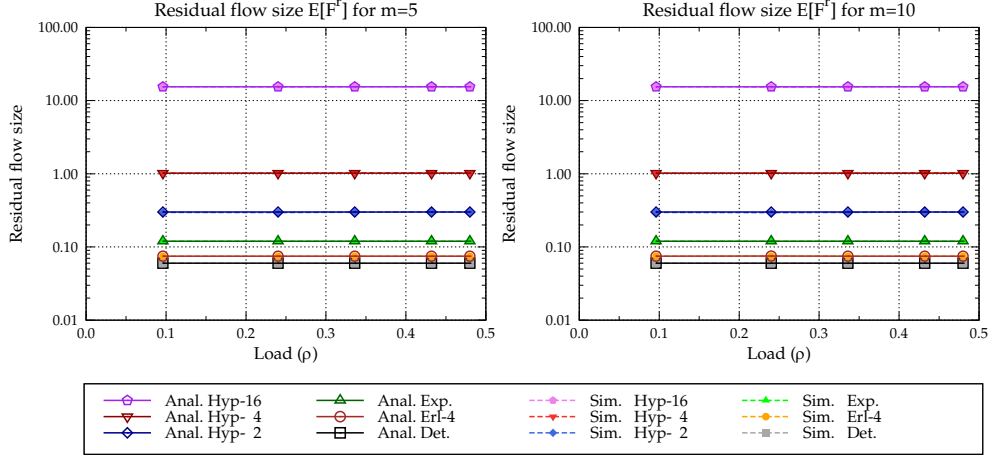 Residual flow size E[Fʳ] for m=5
Residual flow size
100.00
10.00
1.00
0.10
0.01
0.0 0.1 0.2 0.3 0.4 0.5
Load (ρ)
Residual flow size E[Fʳ] for m=10
Residual flow size
100.00
10.00
1.00
0.10
0.01
0.0 0.1 0.2 0.3 0.4 0.5
Load (ρ)
Anal. Hyp-16 Anal. Exp. Sim. Hyp-16 Sim. Exp.
Anal. Hyp- 4 Anal. Erl-4 Sim. Hyp- 4 Sim. Erl-4
Anal. Hyp- 2 Anal. Det. Sim. Hyp- 2 Sim. Det.